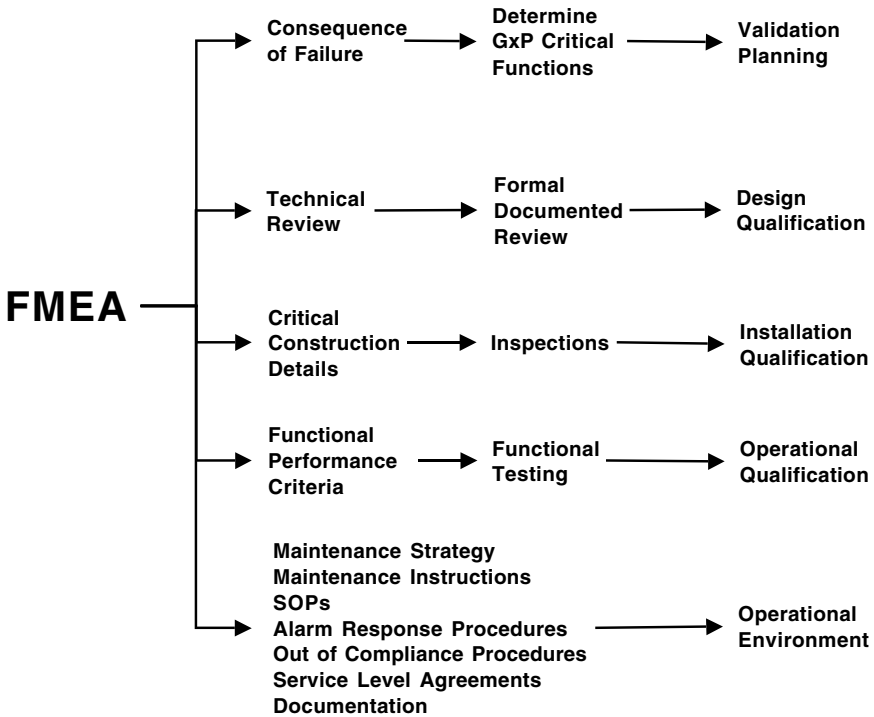 FMEA
Consequence
of Failure
Determine
GxP Critical
Functions
Validation
Planning
Technical
Review
Formal
Documented
Review
Design
Qualification
Critical
Construction
Details
Inspections
Installation
Qualification
Functional
Performance
Criteria
Functional
Testing
Operational
Qualification
Maintenance Strategy
Maintenance Instructions
SOPs
Alarm Response Procedures
Out of Compliance Procedures
Service Level Agreements
Documentation
Operational
Environment